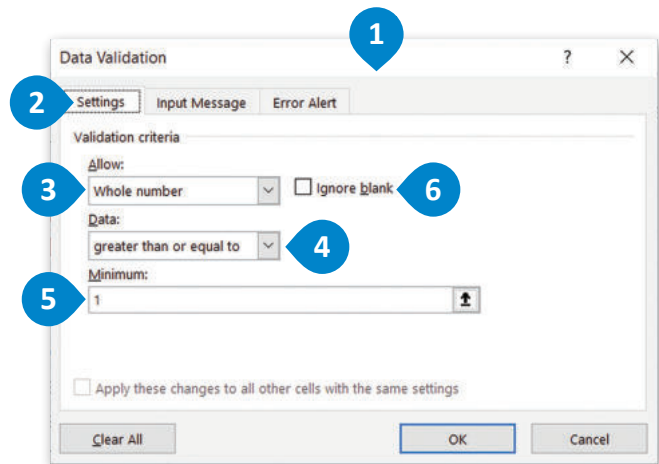 1
Data Validation ? ×
2 Settings Input Message Error Alert
Validation criteria
Allow:
3 Whole number Ignore blank 6
Data:
greater than or equal to 4
Minimum:
5 1
Apply these changes to all other cells with the same settings
Clear All OK Cancel